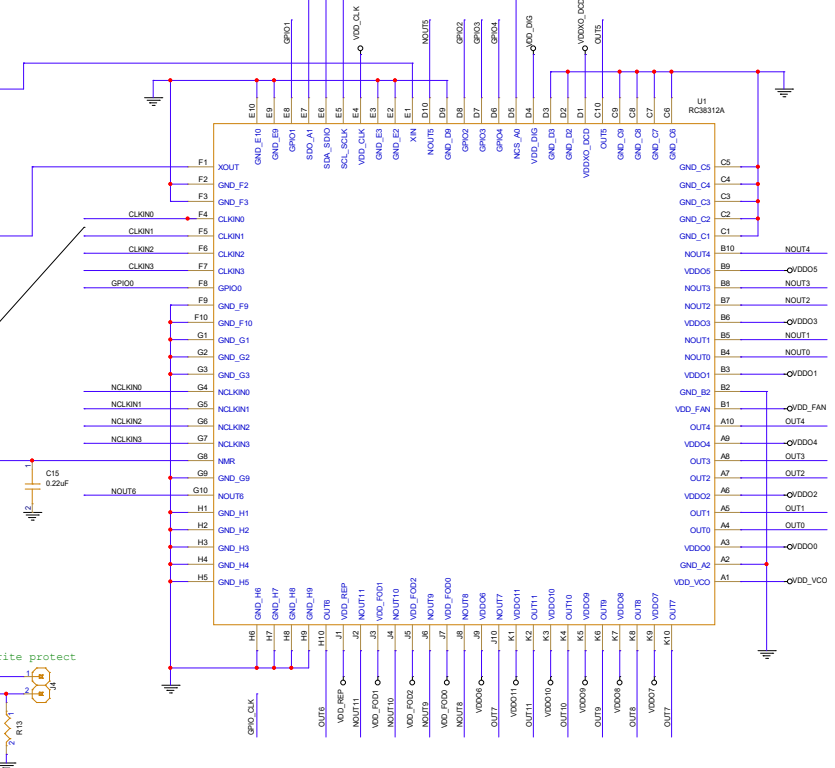 VDD_CLK
VDDXO_DCD
GPIO1
NOUT5
GPIO2
GPIO3
GPIO4
VDD_DIG
OUT5
E10
E9
E8
E7
E6
E5
E4
E3
E2
E1
D10
D9
D8
D7
D6
D5
D4
D3
D2
D1
C10
C9
C8
C7
C6
U1
RC38312A
GND_E10
GND_E9
GPIO1
SDO_A1
SDA_SDIO
SCL_SCLK
VDD_CLK
GND_E3
GND_E2
XIN
NOUT5
GND_D9
GPIO2
GPIO3
GPIO4
NCS_A0
VDD_DIG
GND_D3
GND_D2
VDDXO_DCD
OUT5
GND_C9
GND_C8
GND_C7
GND_C6
F1 XOUT
F2 GND_F2
F3 GND_F3
CLKIN0 F4 CLKIN0
CLKIN1 F5 CLKIN1
CLKIN2 F6 CLKIN2
CLKIN3 F7 CLKIN3
GPIO0 F8 GPIO0
F9 GND_F9
F10 GND_F10
G1 GND_G1
G2 GND_G2
G3 GND_G3
NCLKIN0 G4 NCLKIN0
NCLKIN1 G5 NCLKIN1
NCLKIN2 G6 NCLKIN2
NCLKIN3 G7 NCLKIN3
G8 NMR
G9 GND_G9
NOUT6 G10 NOUT6
H1 GND_H1
H2 GND_H2
H3 GND_H3
H4 GND_H4
H5 GND_H5
GND_C5 C5
GND_C4 C4
GND_C3 C3
GND_C2 C2
GND_C1 C1
NOUT4 B10 NOUT4
VDDO5 B9 VDDO5
NOUT3 B8 NOUT3
NOUT2 B7 NOUT2
VDDO3 B6 VDDO3
NOUT1 B5 NOUT1
NOUT0 B4 NOUT0
VDDO1 B3 VDDO1
GND_B2 B2
VDD_FAN B1 VDD_FAN
OUT4 A10 OUT4
VDDO4 A9 VDDO4
OUT3 A8 OUT3
OUT2 A7 OUT2
VDDO2 A6 VDDO2
OUT1 A5 OUT1
OUT0 A4 OUT0
VDDO0 A3 VDDO0
GND_A2 A2
VDD_VCO A1 VDD_VCO
1
C15
0.22uF
2
GND_H6
GND_H7
GND_H8
GND_H9
OUT6
VDD_REP
NOUT11
VDD_FOD1
NOUT10
VDD_FOD2
NOUT9
VDD_FOD0
NOUT8
VDDO6
NOUT7
VDDO11
OUT11
VDDO10
OUT10
VDDO9
OUT9
VDDO8
OUT8
VDDO7
OUT7
H6
H7
H8
H9
H10
J1
J2
J3
J4
J5
J6
J7
J8
J9
J10
K1
K2
K3
K4
K5
K6
K7
K8
K9
K10
GPIO_CLK
OUT6
VDD_REP
NOUT11
VDD_FOD1
NOUT10
VDD_FOD2
NOUT9
VDD_FOD0
NOUT8
VDDO6
OUT7
VDDO11
OUT11
VDDO10
OUT10
VDDO9
OUT9
VDDO8
OUT8
VDDO7
OUT7
rite protect
1
2
J4
1
R13
2